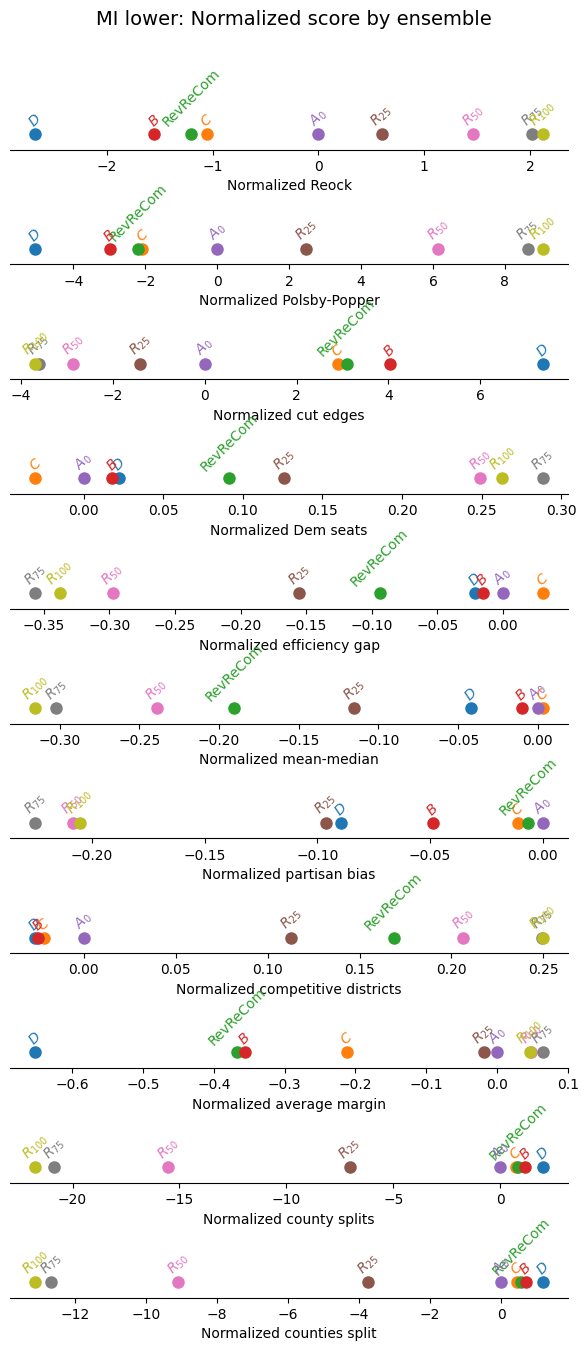 MI lower: Normalized score by ensemble
D B RevReCom C A0 R25 R50 R75 R100
−2 −1 0 1 2
Normalized Reock
D B RevReCom C A0 R25 R50 R75 R100
−4 −2 0 2 4 6 8
Normalized Polsby-Popper
R100 R75 R50 R25 A0 C RevReCom B D
−4 −2 0 2 4 6
Normalized cut edges
C A0 B D RevReCom R25 R50 R100 R75
0.00 0.05 0.10 0.15 0.20 0.25 0.30
Normalized Dem seats
R75 R100 R50 R25 RevReCom D B A0 C
−0.35 −0.30 −0.25 −0.20 −0.15 −0.10 −0.05 0.00
Normalized efficiency gap
R100 R75 R50 RevReCom R25 D B A0 C
−0.30 −0.25 −0.20 −0.15 −0.10 −0.05 0.00
Normalized mean-median
R75 R50 R100 R25 D B C RevReCom A0
−0.20 −0.15 −0.10 −0.05 0.00
Normalized partisan bias
D B C A0 R25 RevReCom R50 R75 R100
0.00 0.05 0.10 0.15 0.20 0.25
Normalized competitive districts
D RevReCom B C R25 A0 R100 R50 R75
−0.6 −0.5 −0.4 −0.3 −0.2 −0.1 0.0 0.1
Normalized average margin
R100 R75 R50 R25 A0 C RevReCom B D
−20 −15 −10 −5 0
Normalized county splits
R100 R75 R50 R25 A0 C RevReCom B D
−12 −10 −8 −6 −4 −2 0
Normalized counties split